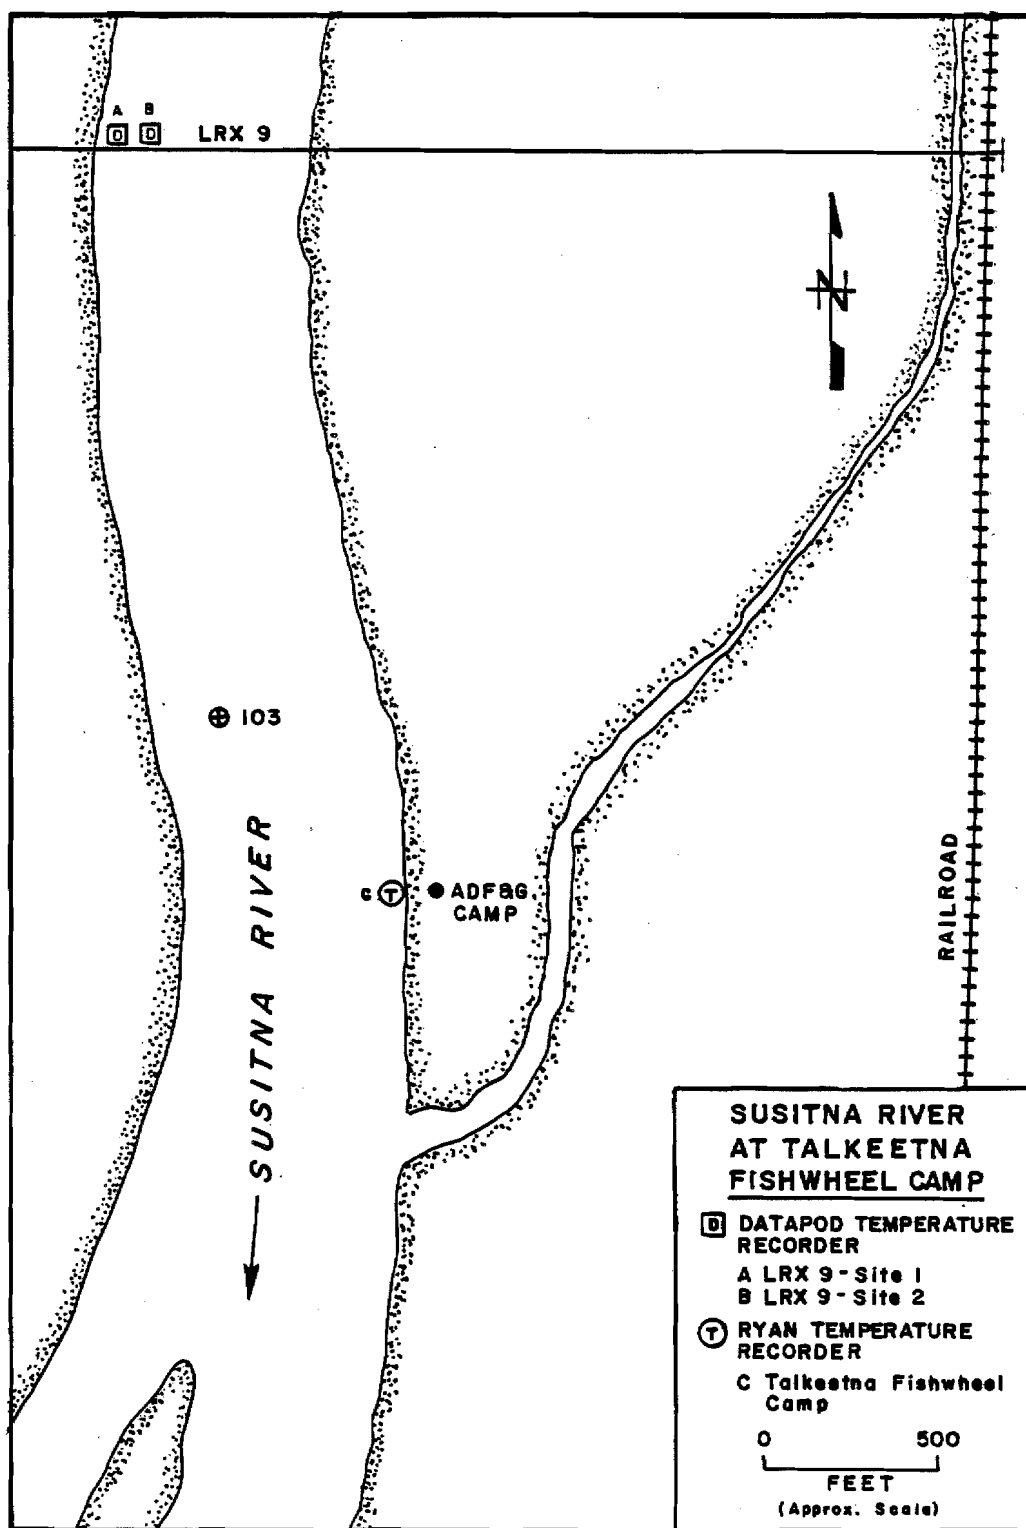 A B
D D LRX 9
N
103
SUSITNA RIVER
C T ADF&G
CAMP
RAILROAD
SUSITNA RIVER
AT TALKEETNA
FISHWHEEL CAMP
D DATAPOD TEMPERATURE
RECORDER
A LRX 9-Site 1
B LRX 9-Site 2
T RYAN TEMPERATURE
RECORDER
C Talkeetna Fishwheel
Camp
0 500
FEET
(Approx. Scale)